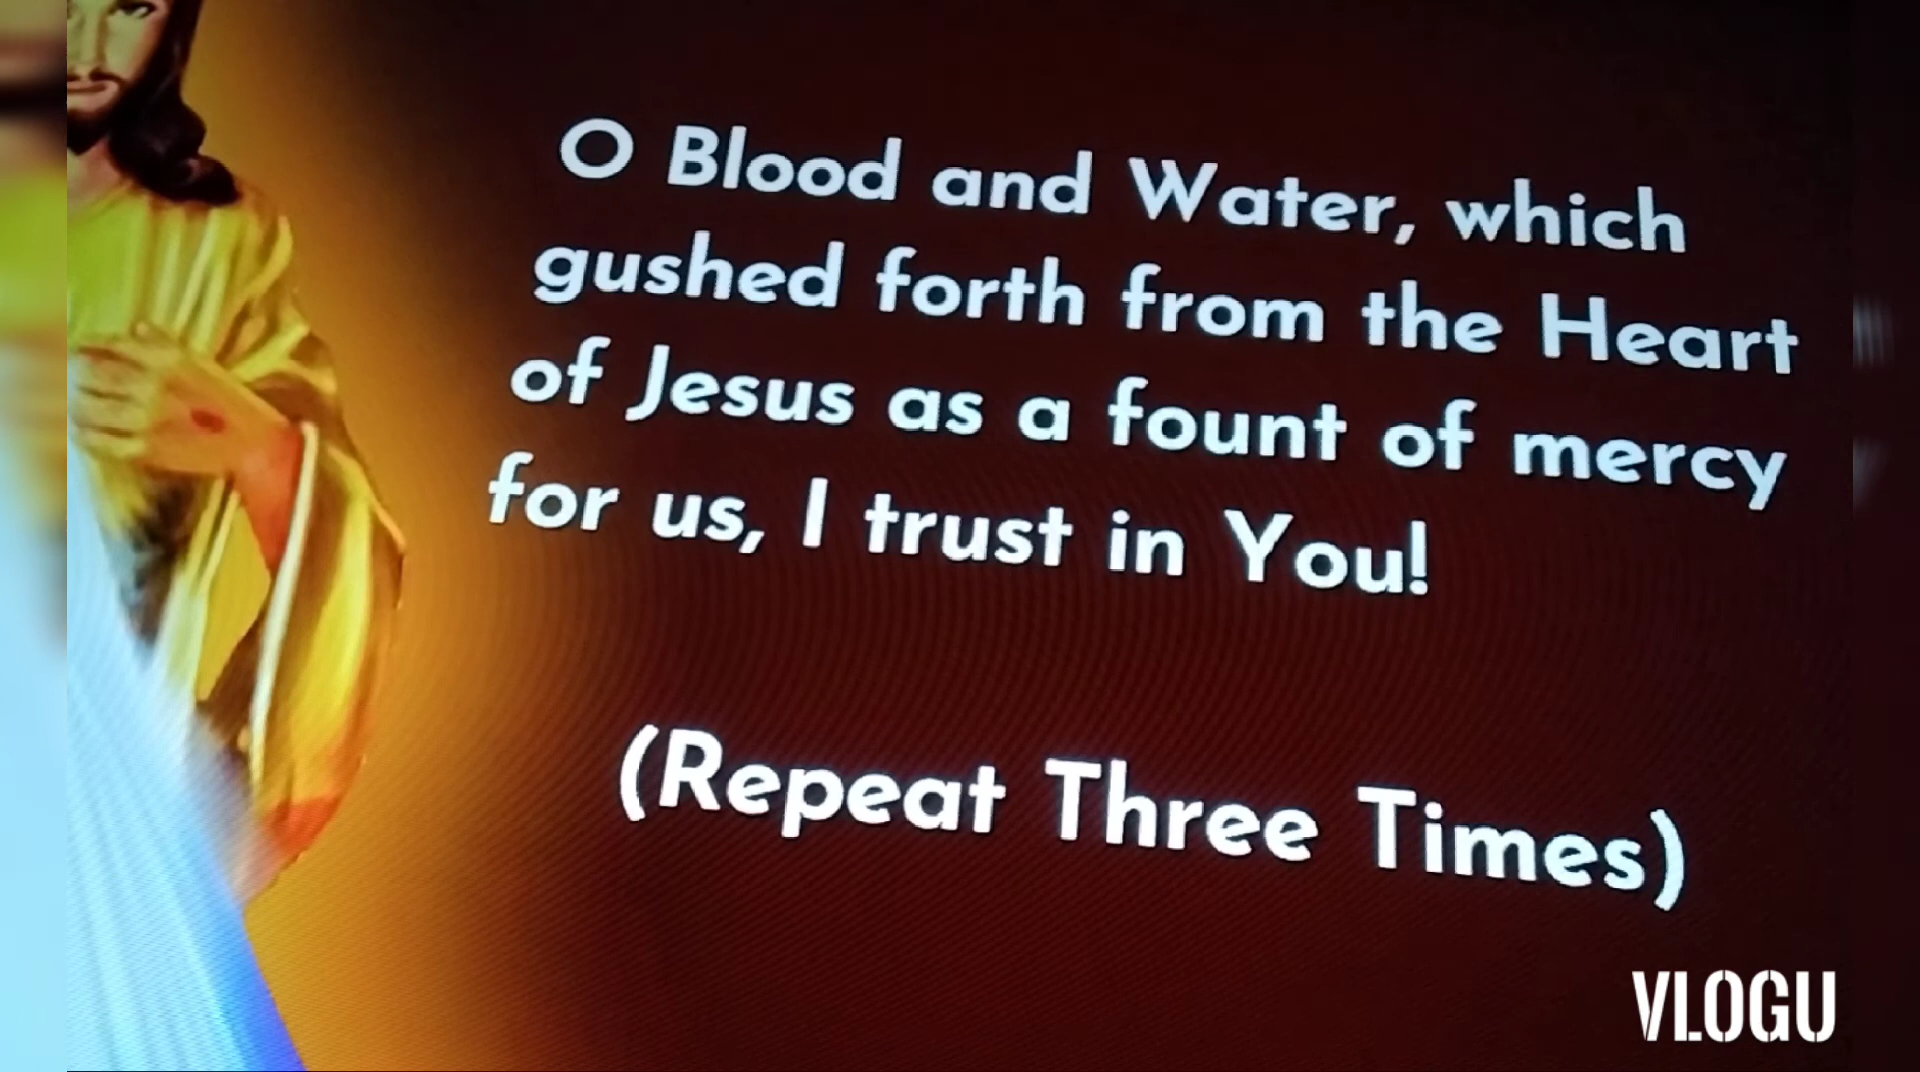 O Blood and Water, which
gushed forth from the Heart
of Jesus as a fount of mercy
for us, I trust in You!
(Repeat Three Times)
VLOGU